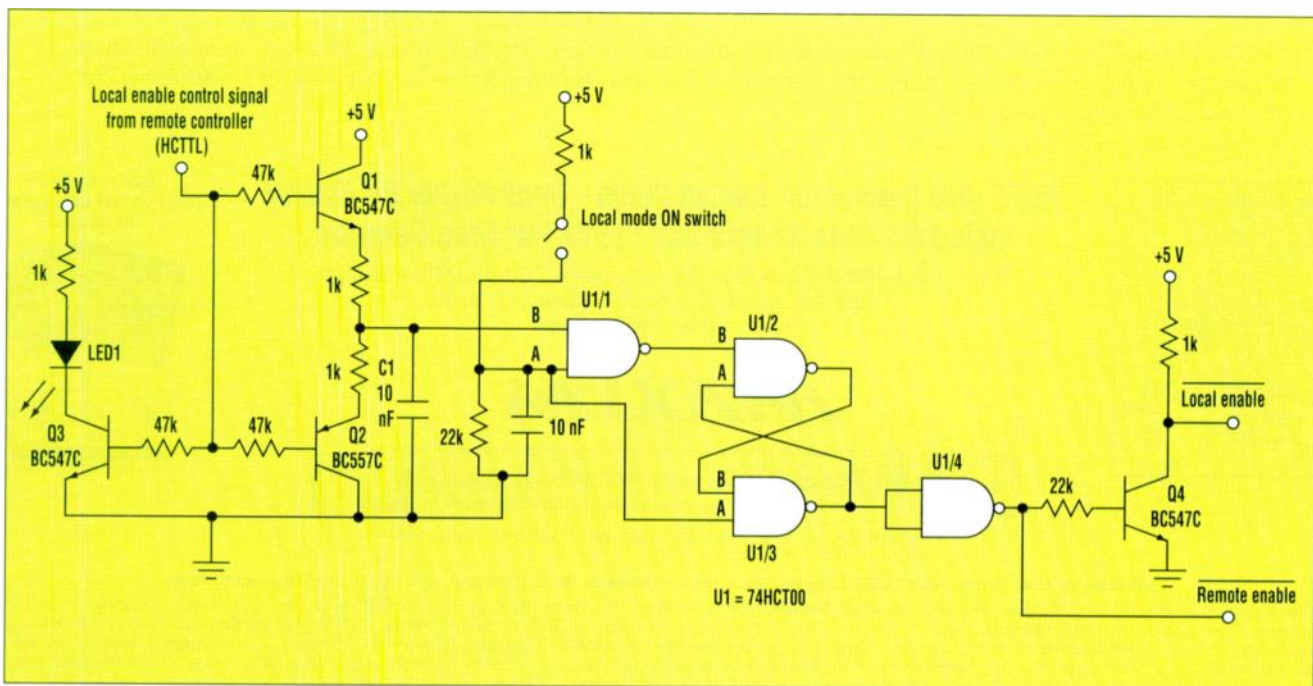 Local enable control signal
from remote controller
(HCTTL)
+5 V
+5 V
+5 V
47k
Q1
BC547C
1k
Local mode ON switch
1k
LED1
1k
B
U1/1
A
U1/2
B
A
+5 V
1k
Local enable
1k
C1
10
nF
22k
10 nF
Q3
BC547C
47k
47k
Q2
BC557C
B
A
U1/3
U1/4
22k
Q4
BC547C
U1 = 74HCT00
Remote enable